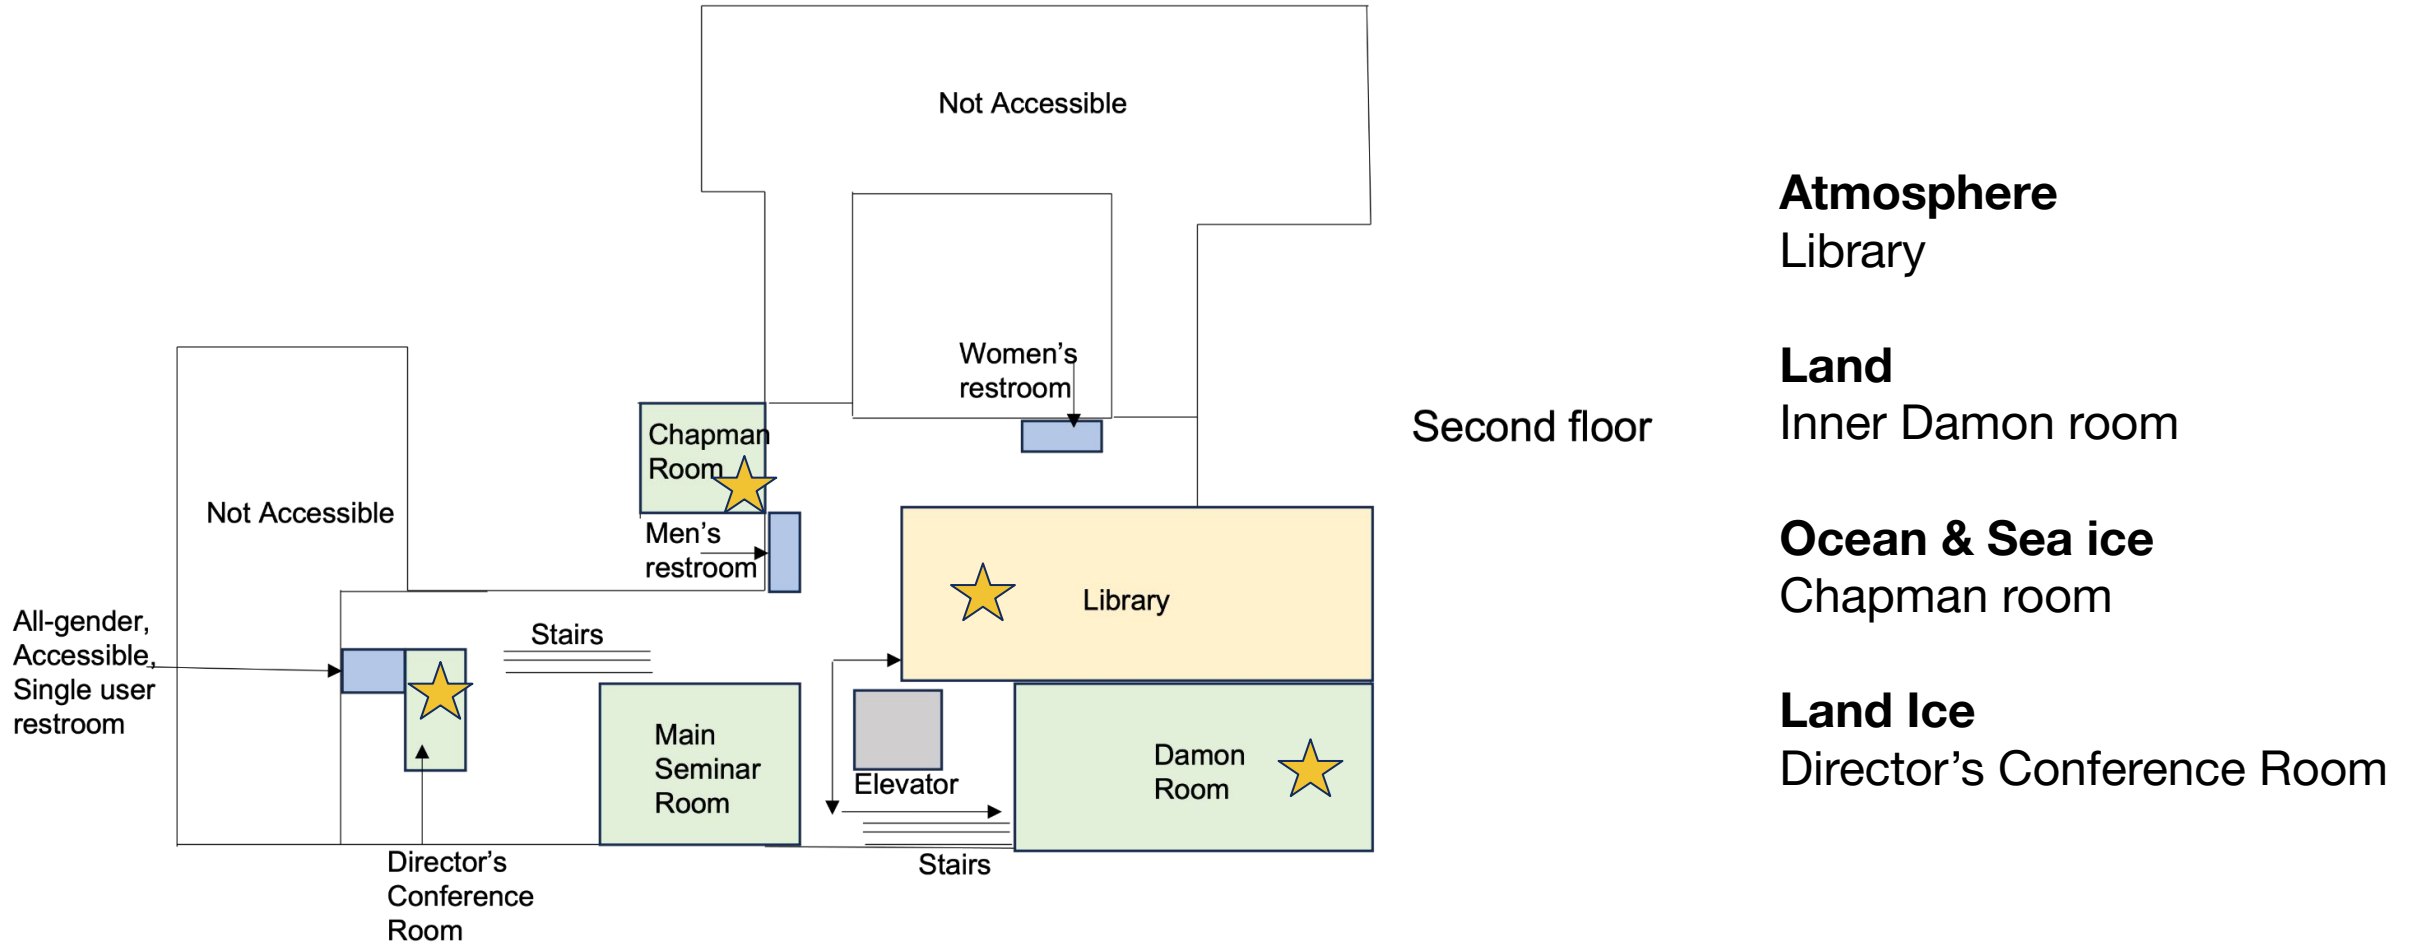 Not Accessible
Women's
restroom
Chapman
Room
Men's
restroom
Not Accessible
Library
All-gender,
Accessible,
Single user
restroom
Stairs
Main
Seminar
Room
Elevator
Damon
Room
Stairs
Director's
Conference
Room
Second floor
Atmosphere
Library
Land
Inner Damon room
Ocean & Sea ice
Chapman room
Land Ice
Director's Conference Room